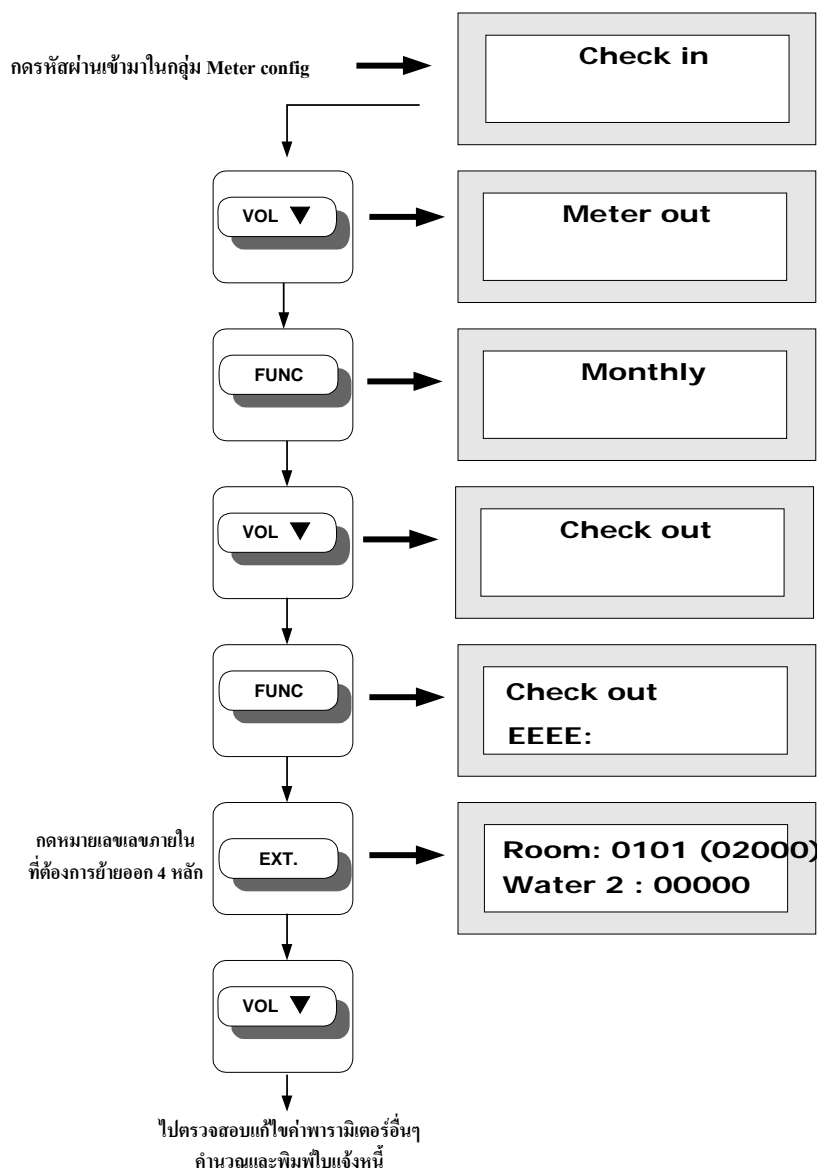 กดรหัสผ่านเข้ามาในกลุ่ม Meter config
Check in
VOL ▼
Meter out
FUNC
Monthly
VOL ▼
Check out
FUNC
Check out
EEEE:
กดหมายเลขเลขภายใน
ที่ต้องการย้ายออก 4 หลัก
EXT.
Room: 0101 (02000)
Water 2 : 00000
VOL ▼
ไปตรวจสอบแก้ไขค่าพารามิเตอร์อื่นๆ
คำนวณและพิมพ์ใบแจ้งหนี้